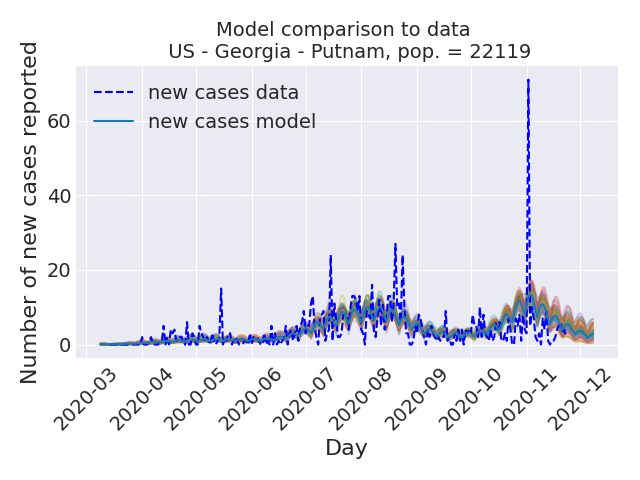 Model comparison to data
US - Georgia - Putnam, pop. = 22119
new cases data
new cases model
Number of new cases reported
60
40
20
0
2020-03
2020-04
2020-05
2020-06
2020-07
2020-08
2020-09
2020-10
2020-11
2020-12
Day